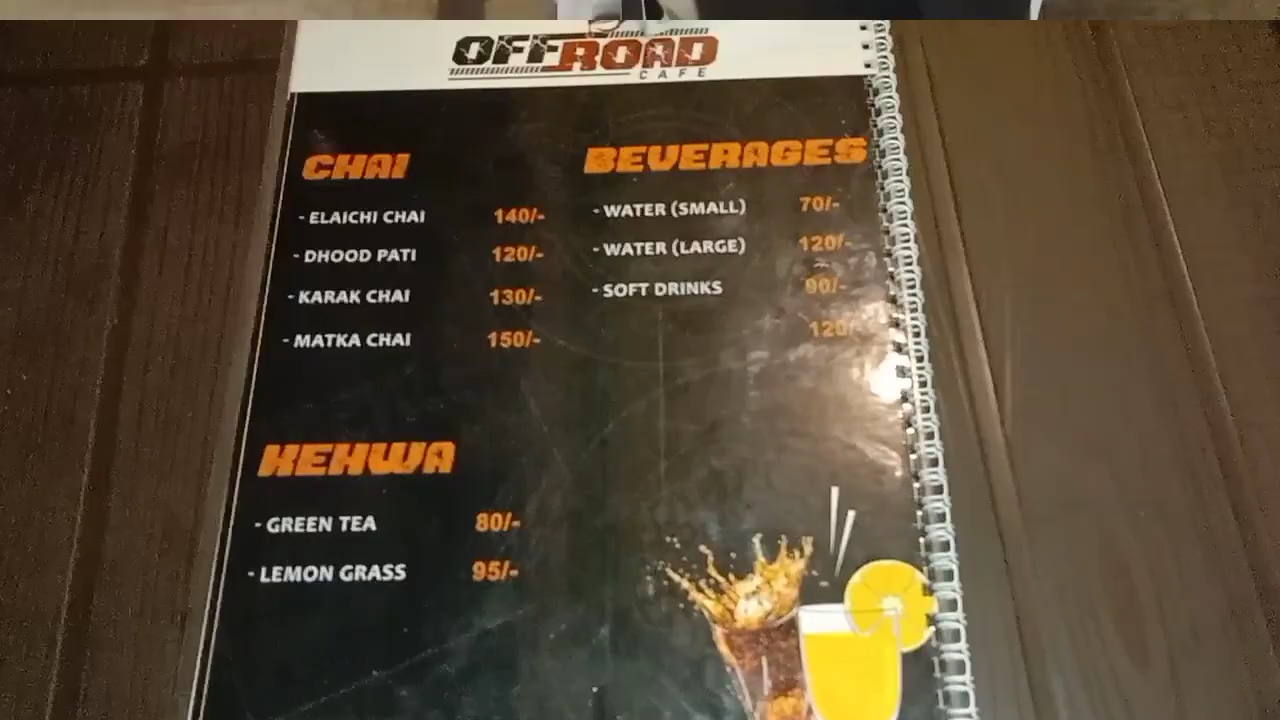 OFFROAD
CAFE
CHAI
- ELAICHI CHAI 140/-
- DHOOD PATI 120/-
- KARAK CHAI 130/-
- MATKA CHAI 150/-
BEVERAGES
- WATER (SMALL) 70/-
- WATER (LARGE) 120/-
- SOFT DRINKS 90/-
120/-
KEHWA
- GREEN TEA 80/-
- LEMON GRASS 95/-